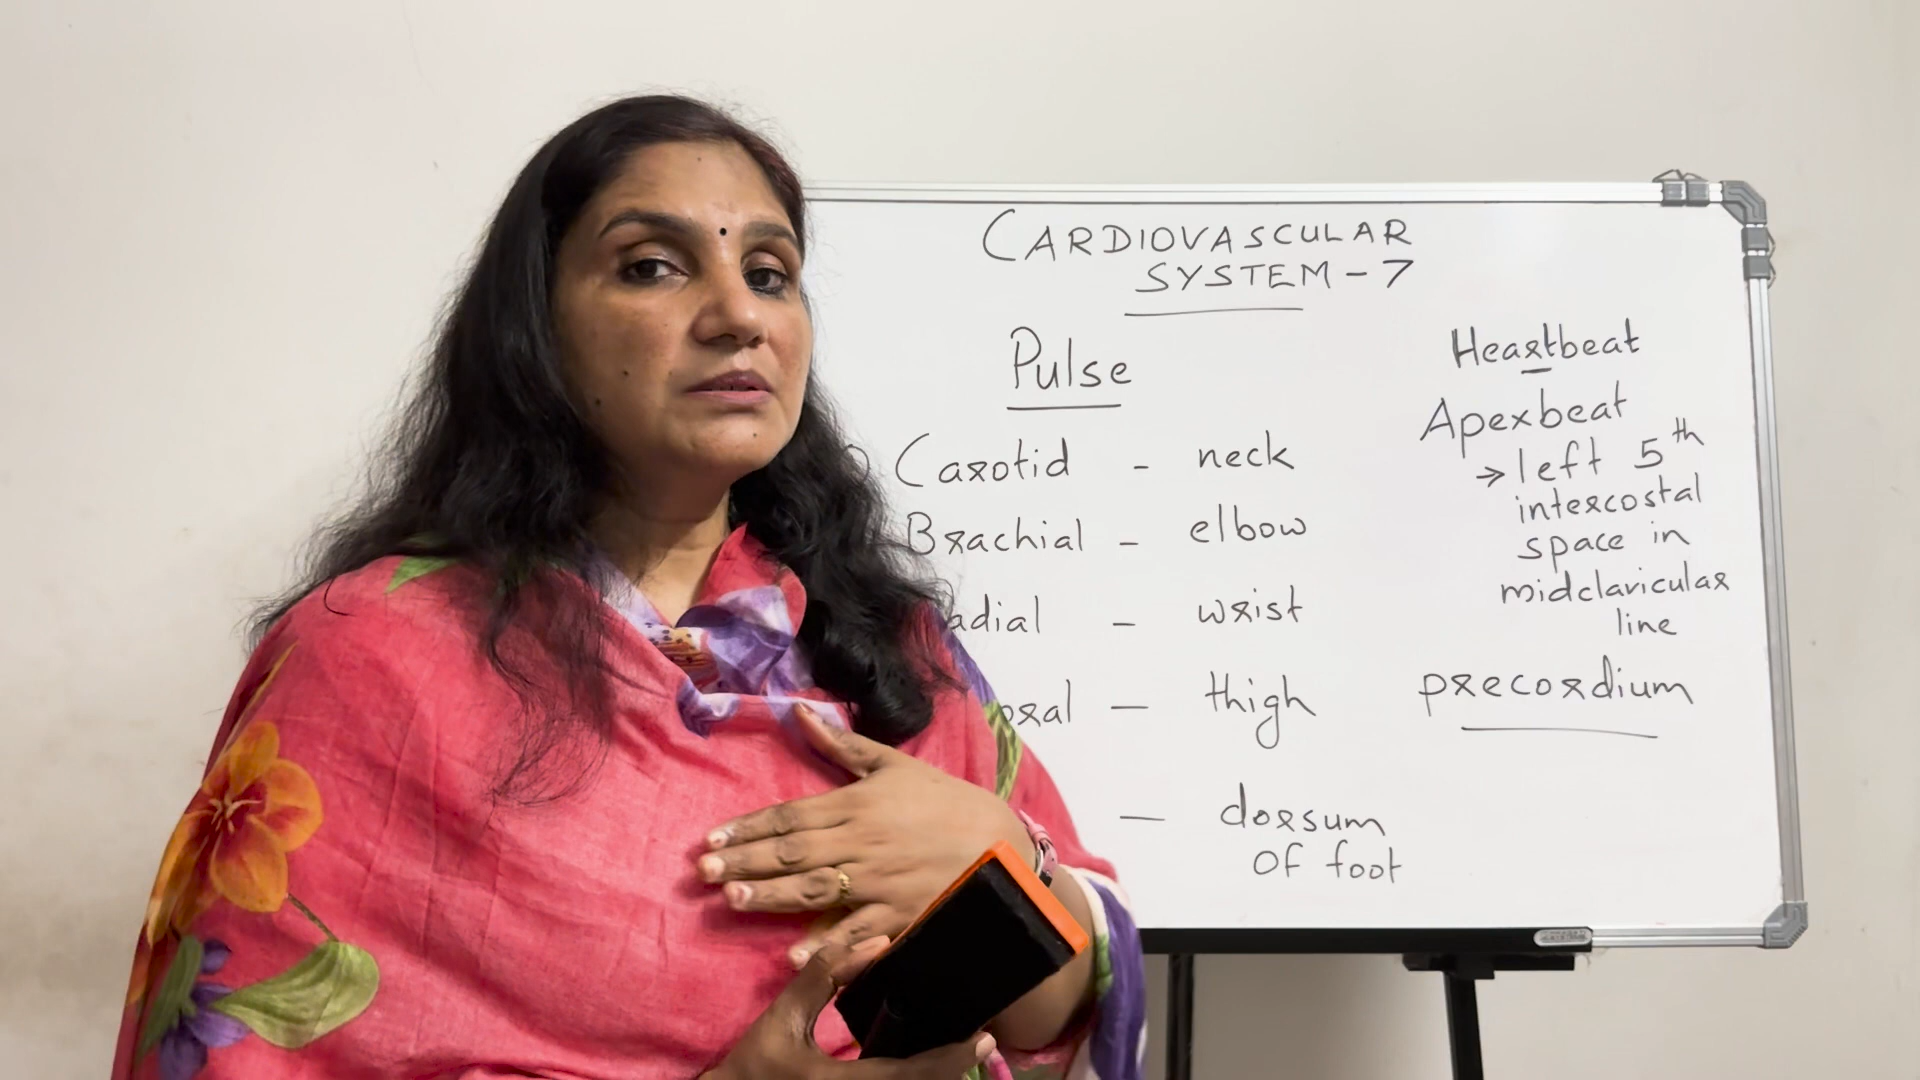 CARDIOVASCULAR
SYSTEM - 7
Pulse
Carotid - neck
Brachial - elbow
adial - wrist
oral - thigh
- dorsum
of foot
Heartbeat
Apexbeat
→ left 5th
intercostal
space in
midclavicular
line
precordium